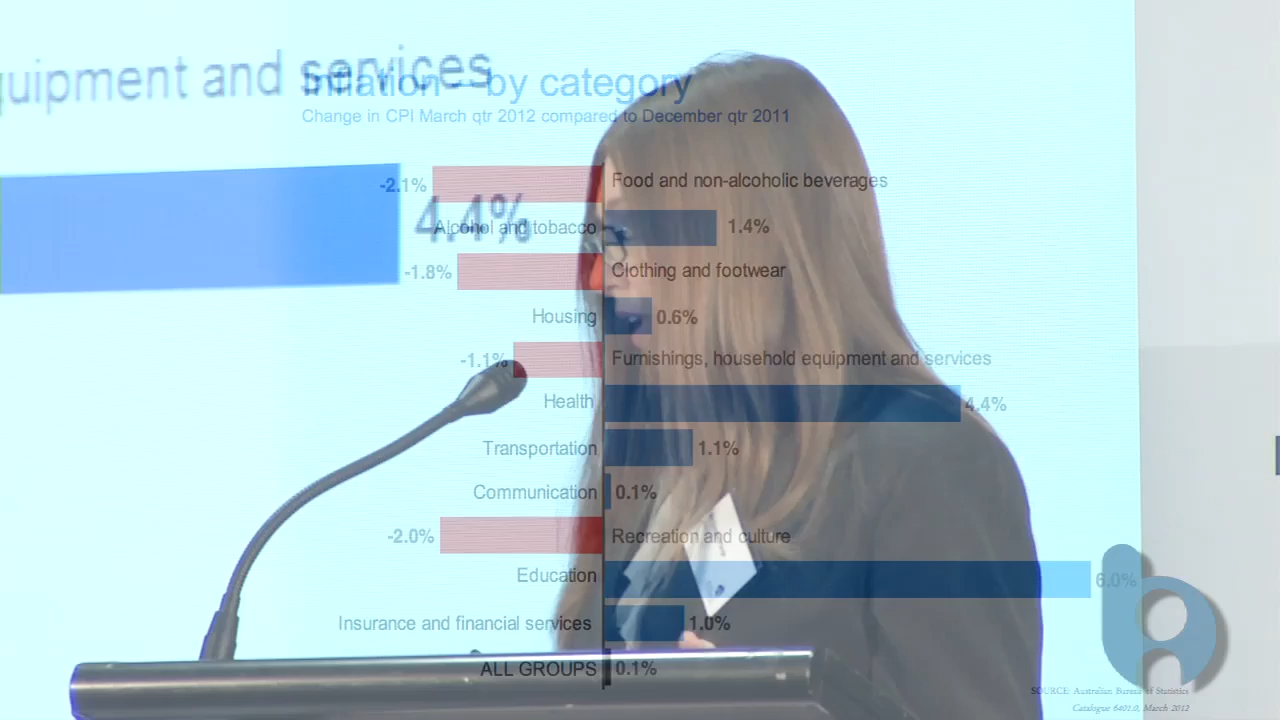 uipment and services
Inflation – by category
Change in CPI March qtr 2012 compared to December qtr 2011
-2.1% Food and non-alcoholic beverages
4.4%
Alcohol and tobacco 1.4%
-1.8% Clothing and footwear
Housing 0.6%
-1.1% Furnishings, household equipment and services
Health 4.4%
Transportation 1.1%
Communication 0.1%
-2.0% Recreation and culture
Education 6.0%
Insurance and financial services 1.0%
ALL GROUPS 0.1%
SOURCE: Australian Bureau of Statistics
Catalogue 6401.0, March 2012